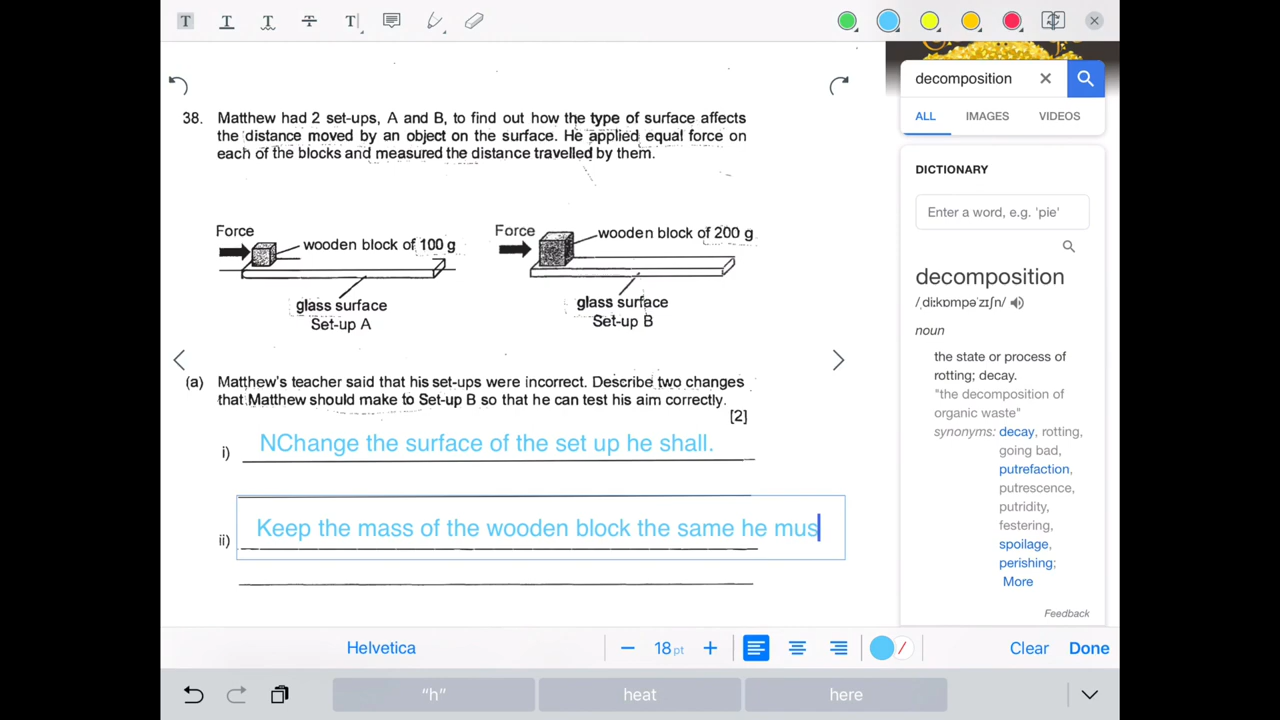 decomposition
ALL IMAGES VIDEOS
DICTIONARY
Enter a word, e.g. 'pie'
decomposition
/ˌdiːkɒmpəˈzɪʃn/
noun
the state or process of
rotting; decay.
"the decomposition of
organic waste"
synonyms: decay, rotting,
going bad,
putrefaction,
putrescence,
putridity,
festering,
spoilage,
perishing;
More
Feedback
38. Matthew had 2 set-ups, A and B, to find out how the type of surface affects
the distance moved by an object on the surface. He applied equal force on
each of the blocks and measured the distance travelled by them.
Force
wooden block of 100 g
glass surface
Set-up A
Force
wooden block of 200 g
glass surface
Set-up B
(a) Matthew's teacher said that his set-ups were incorrect. Describe two changes
that Matthew should make to Set-up B so that he can test his aim correctly.
[2]
i) NChange the surface of the set up he shall.
ii) Keep the mass of the wooden block the same he mus
Helvetica
18 pt
Clear Done
"h" heat here